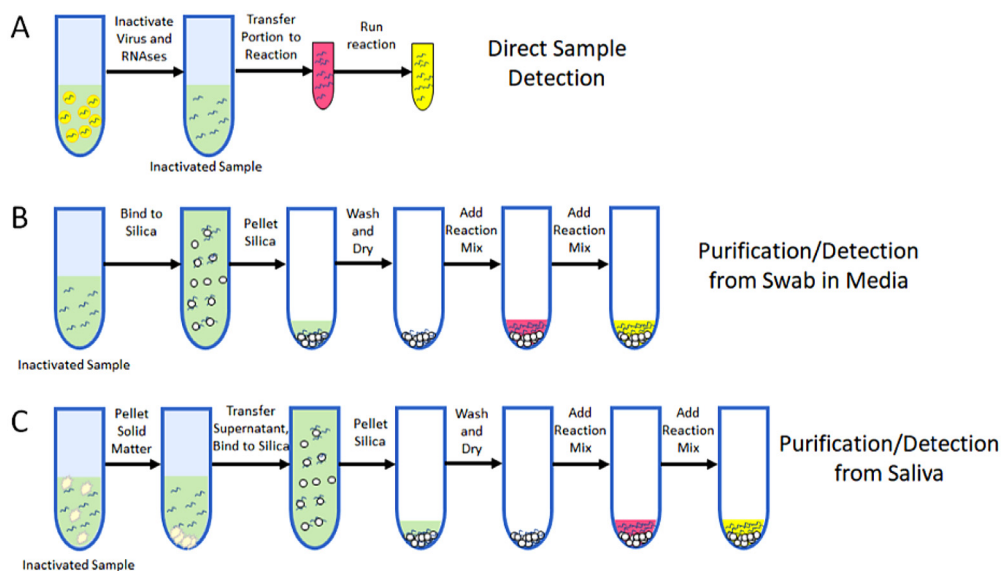 A
Inactivate
Virus and
RNAses
Transfer
Portion to
Reaction
Run
reaction
Direct Sample
Detection
Inactivated Sample
B
Bind to
Silica
Pellet
Silica
Wash
and
Dry
Add
Reaction
Mix
Add
Reaction
Mix
Purification/Detection
from Swab in Media
Inactivated Sample
C
Pellet
Solid
Matter
Transfer
Supernatant,
Bind to Silica
Pellet
Silica
Wash
and
Dry
Add
Reaction
Mix
Add
Reaction
Mix
Purification/Detection
from Saliva
Inactivated Sample